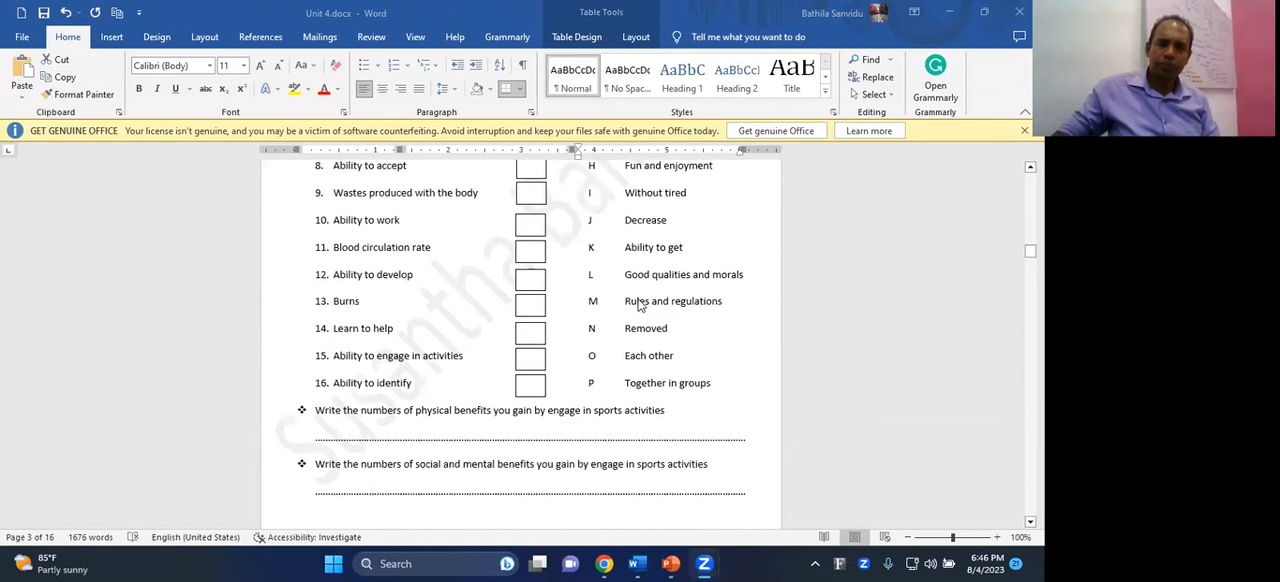 Unit 4.docx - Word
Table Tools
Bathila Sanvidu
File Home Insert Design Layout References Mailings Review View Help Grammarly Table Design Layout Tell me what you want to do
Paste
Cut
Copy
Format Painter
Clipboard
Calibri (Body) 11
Font
Paragraph
AaBbCcDc AaBbCcDc AaBbC AaBbCcI AaB
¶ Normal ¶ No Spac... Heading 1 Heading 2 Title
Styles
Find
Replace
Select
Editing
Open Grammarly
Grammarly
GET GENUINE OFFICE Your license isn't genuine, and you may be a victim of software counterfeiting. Avoid interruption and keep your files safe with genuine Office today. Get genuine Office Learn more
1 2 3 4 5
8. Ability to accept H Fun and enjoyment
9. Wastes produced with the body I Without tired
10. Ability to work J Decrease
11. Blood circulation rate K Ability to get
12. Ability to develop L Good qualities and morals
13. Burns M Rules and regulations
14. Learn to help N Removed
15. Ability to engage in activities O Each other
16. Ability to identify P Together in groups
❖ Write the numbers of physical benefits you gain by engage in sports activities
❖ Write the numbers of social and mental benefits you gain by engage in sports activities
Susantha Ban
Page 3 of 16 1676 words English (United States) Accessibility: Investigate 100%
85°F
Partly sunny
Search
6:46 PM
8/4/2023
21